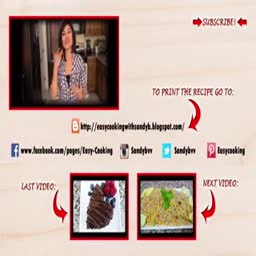 SUBSCRIBE!
TO PRINT THE RECIPE GO TO:
http://easycookingwithsandyb.blogspot.com/
www.facebook.com/pages/Easy-Cooking
Sandybvv
Sandybvv
Easycooking
LAST VIDEO:
NEXT VIDEO: